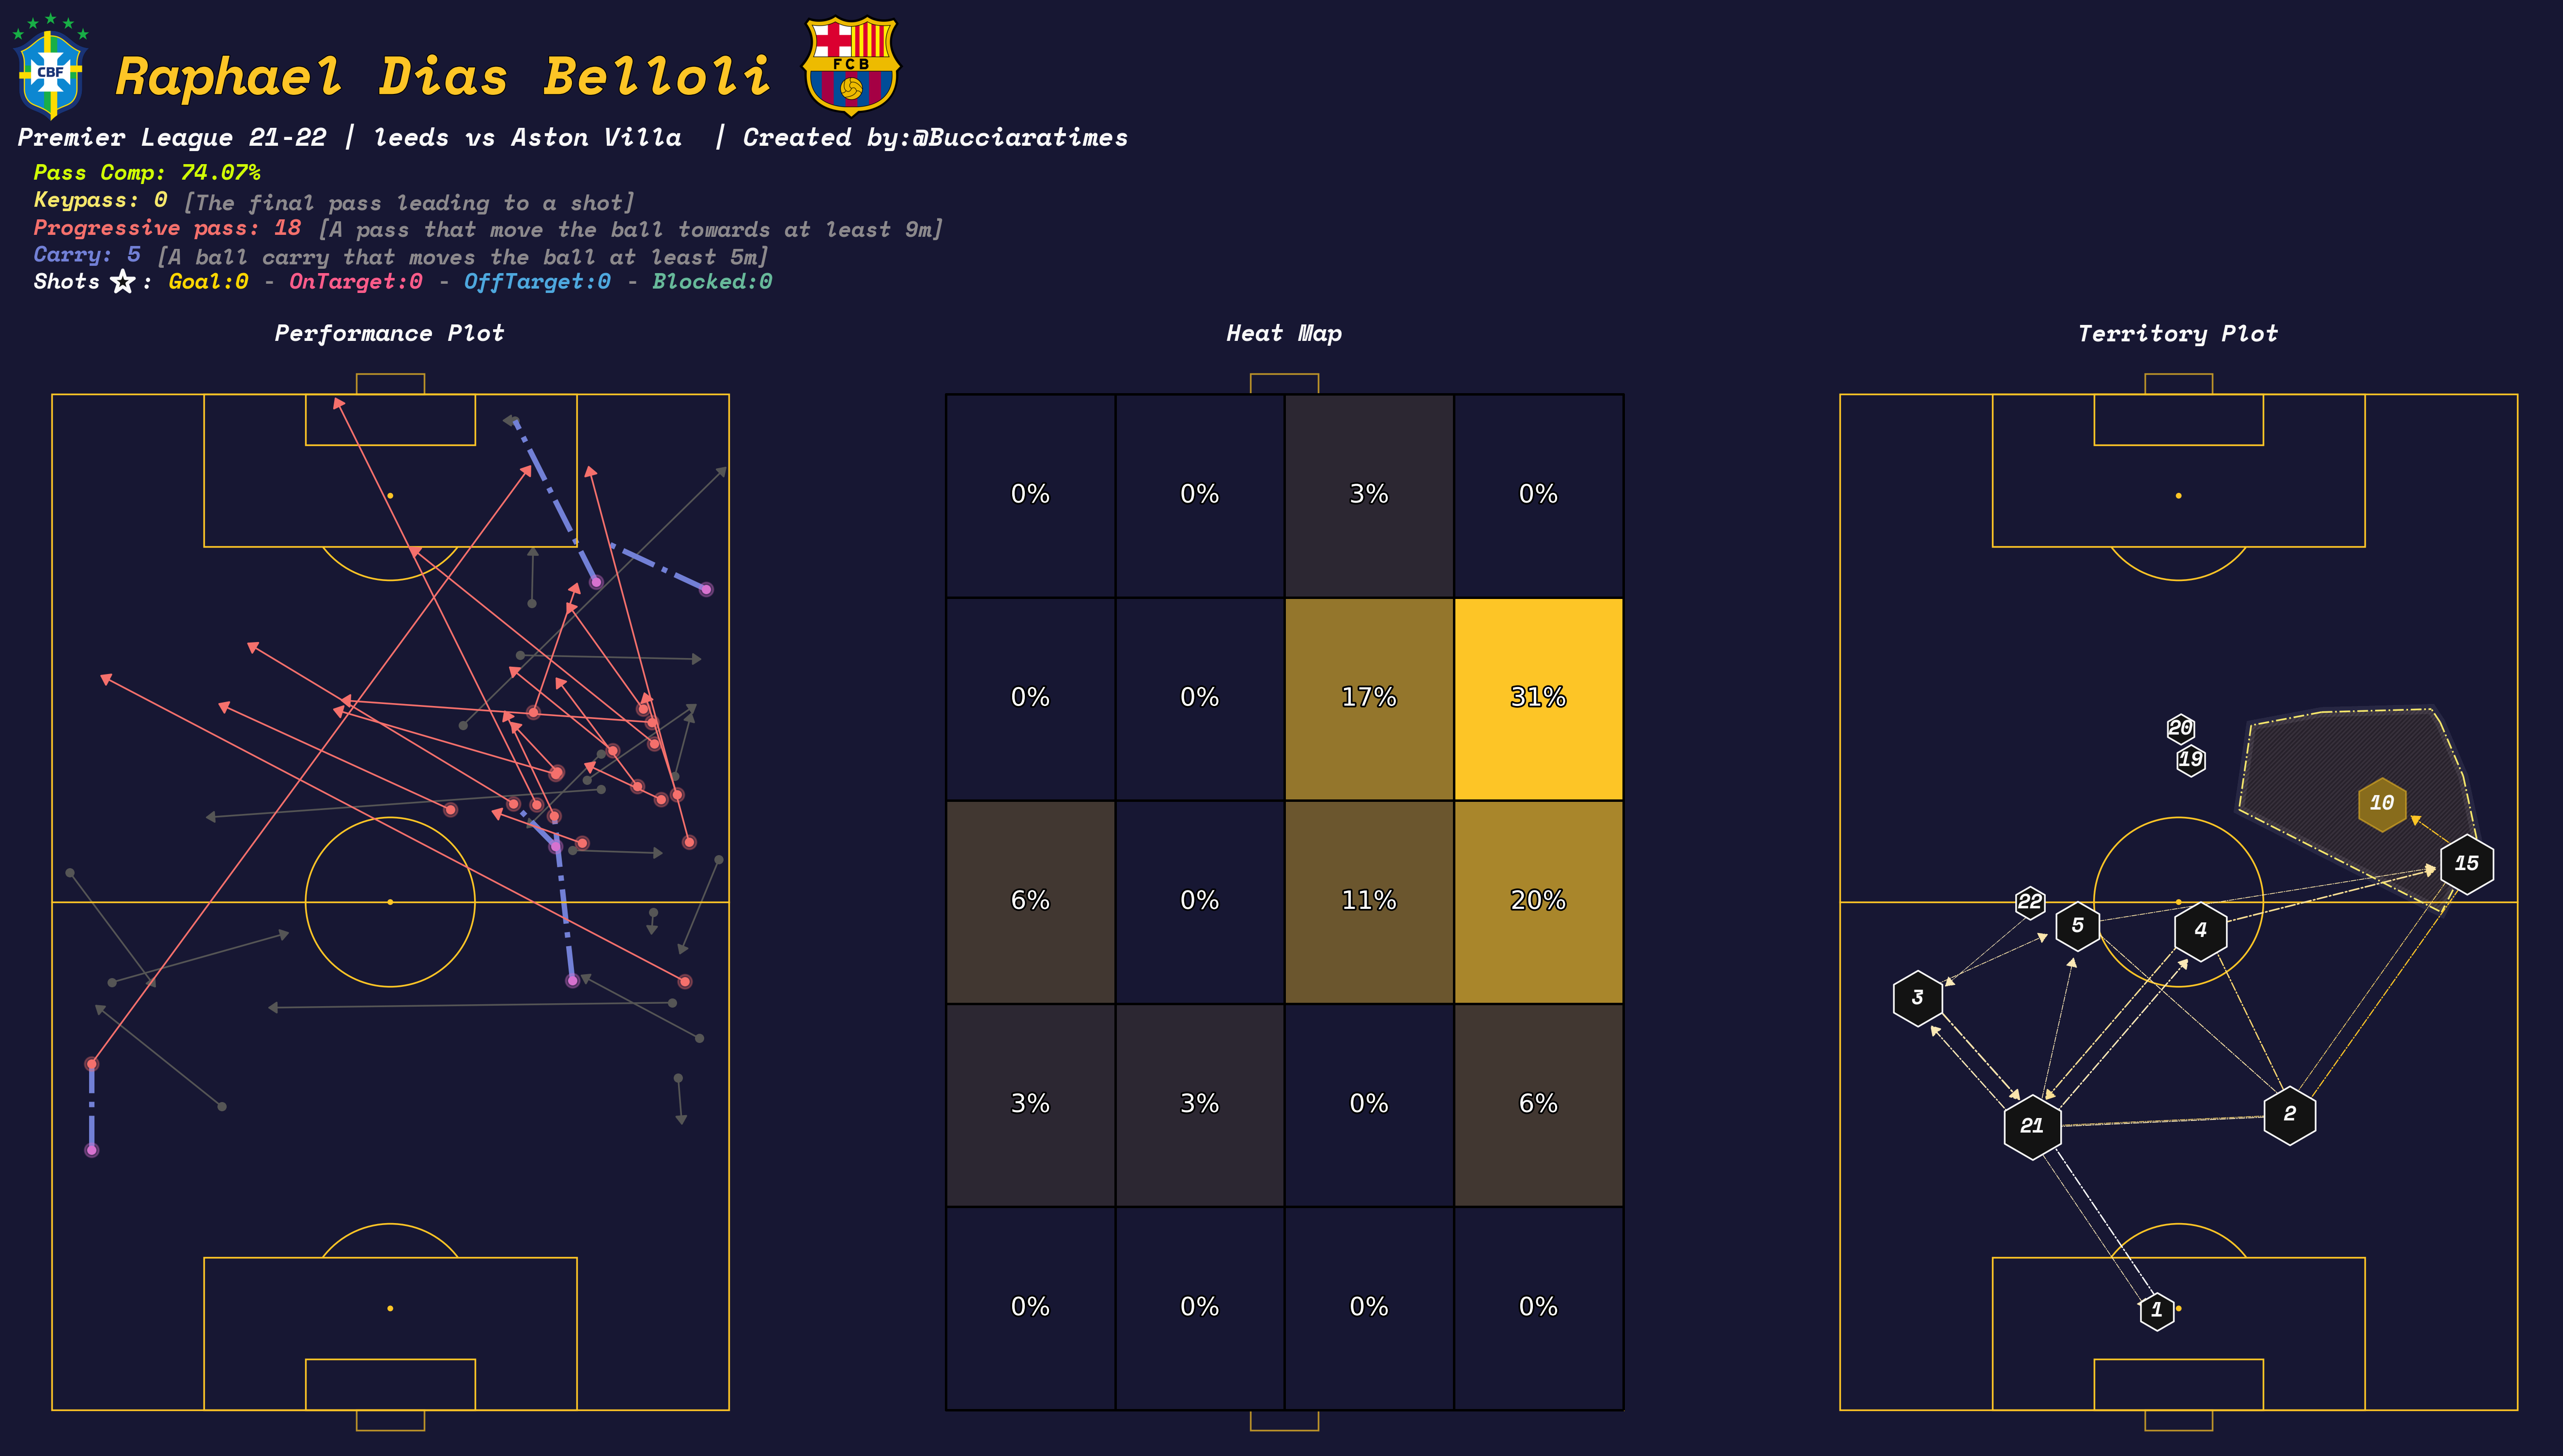 CBF
Raphael Dias Belloli
FCB
Premier League 21-22 | leeds vs Aston Villa | Created by:@Bucciaratimes
Pass Comp: 74.07%
Keypass: 0 [The final pass leading to a shot]
Progressive pass: 18 [A pass that move the ball towards at least 9m]
Carry: 5 [A ball carry that moves the ball at least 5m]
Shots ☆: Goal:0 - OnTarget:0 - OffTarget:0 - Blocked:0
Performance Plot
Heat Map
Territory Plot
0% 0% 3% 0%
0% 0% 17% 31%
6% 0% 11% 20%
3% 3% 0% 6%
0% 0% 0% 0%
20
19
10
15
22
5
4
3
21
2
1